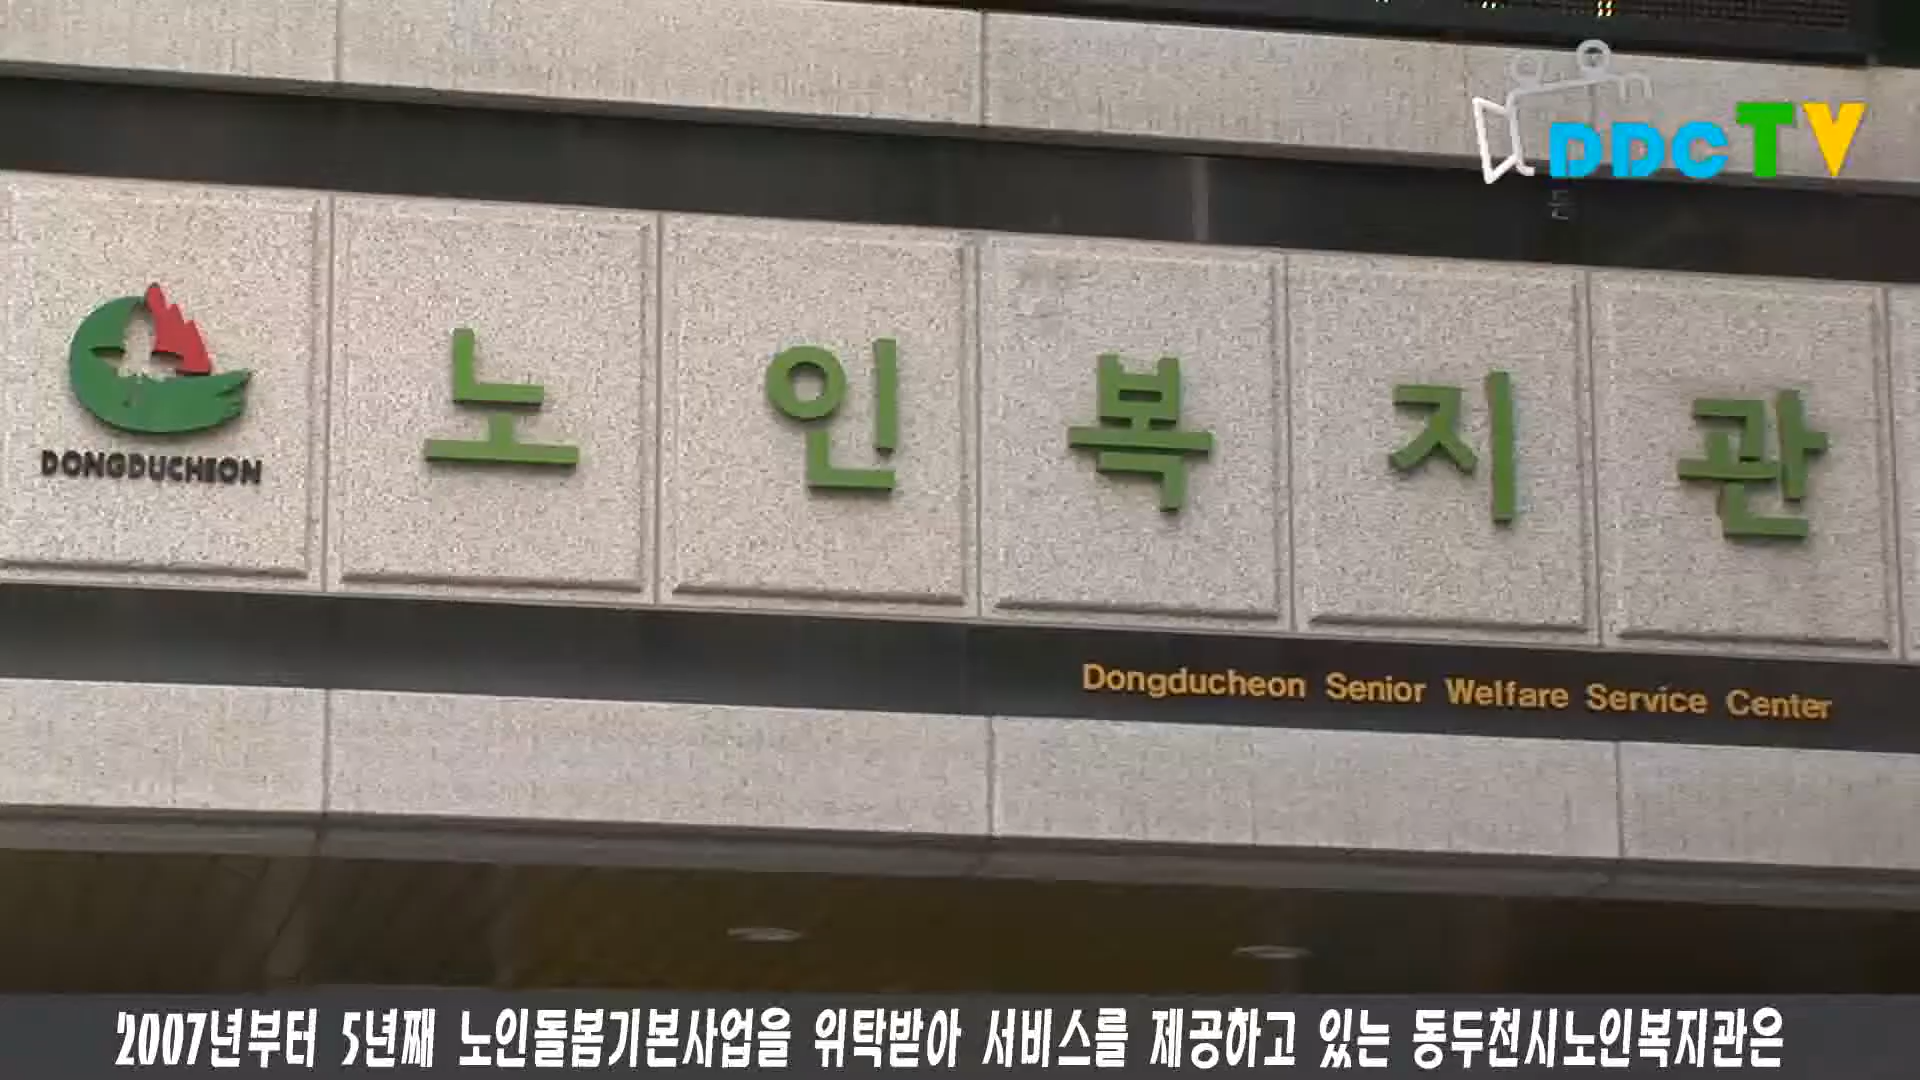 DDCTV
노인복지관
DONGDUCHEON
Dongducheon Senior Welfare Service Center
2007년부터 5년째 노인돌봄기본사업을 위탁받아 서비스를 제공하고 있는 동두천시노인복지관은